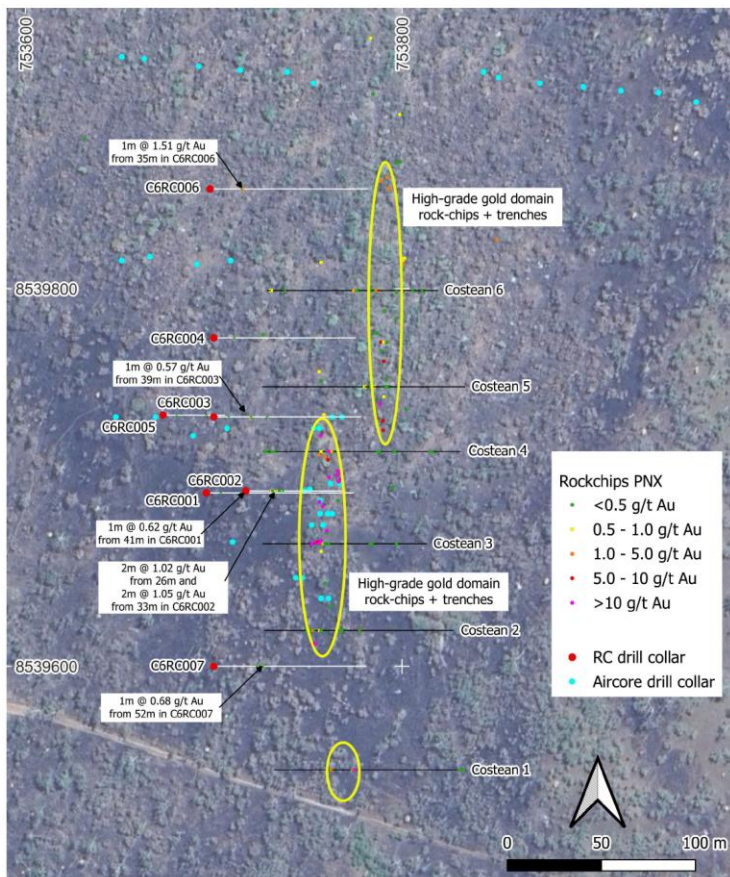 753600
753800
1m @ 1.51 g/t Au
from 35m in C6RC006
C6RC006
High-grade gold domain
rock-chips + trenches
8539800
Costean 6
C6RC004
1m @ 0.57 g/t Au
from 39m in C6RC003
Costean 5
C6RC003
C6RC005
Costean 4
C6RC002
C6RC001
1m @ 0.62 g/t Au
from 41m in C6RC001
Costean 3
2m @ 1.02 g/t Au
from 26m and
2m @ 1.05 g/t Au
from 33m in C6RC002
High-grade gold domain
rock-chips + trenches
Costean 2
8539600
C6RC007
1m @ 0.68 g/t Au
from 52m in C6RC007
Costean 1
Rockchips PNX
<0.5 g/t Au
0.5 - 1.0 g/t Au
1.0 - 5.0 g/t Au
5.0 - 10 g/t Au
>10 g/t Au
RC drill collar
Aircore drill collar
0
50
100 m